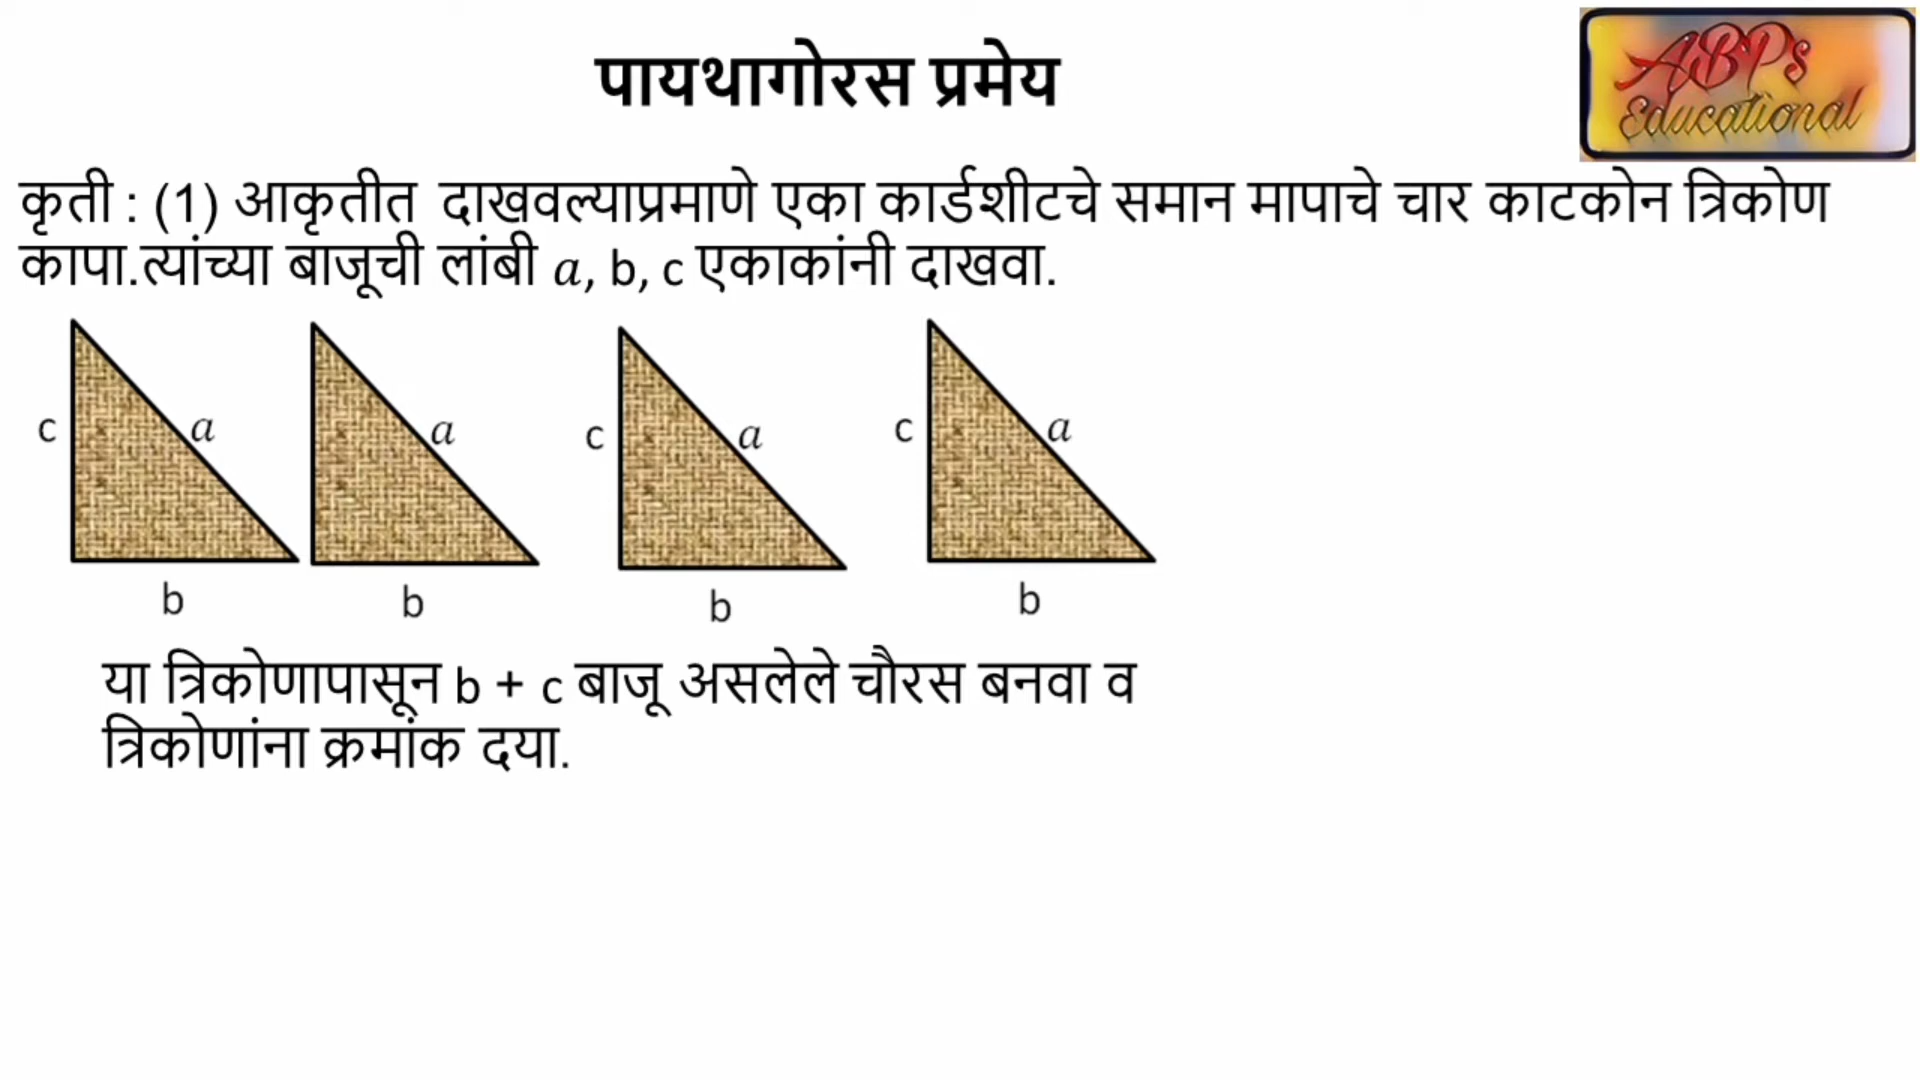 पायथागोरस प्रमेय
ABPs
Educational
कृती : (1) आकृतीत दाखवल्याप्रमाणे एका कार्डशीटचे समान मापाचे चार काटकोन त्रिकोण
कापा.त्यांच्या बाजूची लांबी a, b, c एकाकांनी दाखवा.
c a a c a c a
b b b b
या त्रिकोणापासून b + c बाजू असलेले चौरस बनवा व
त्रिकोणांना क्रमांक दया.